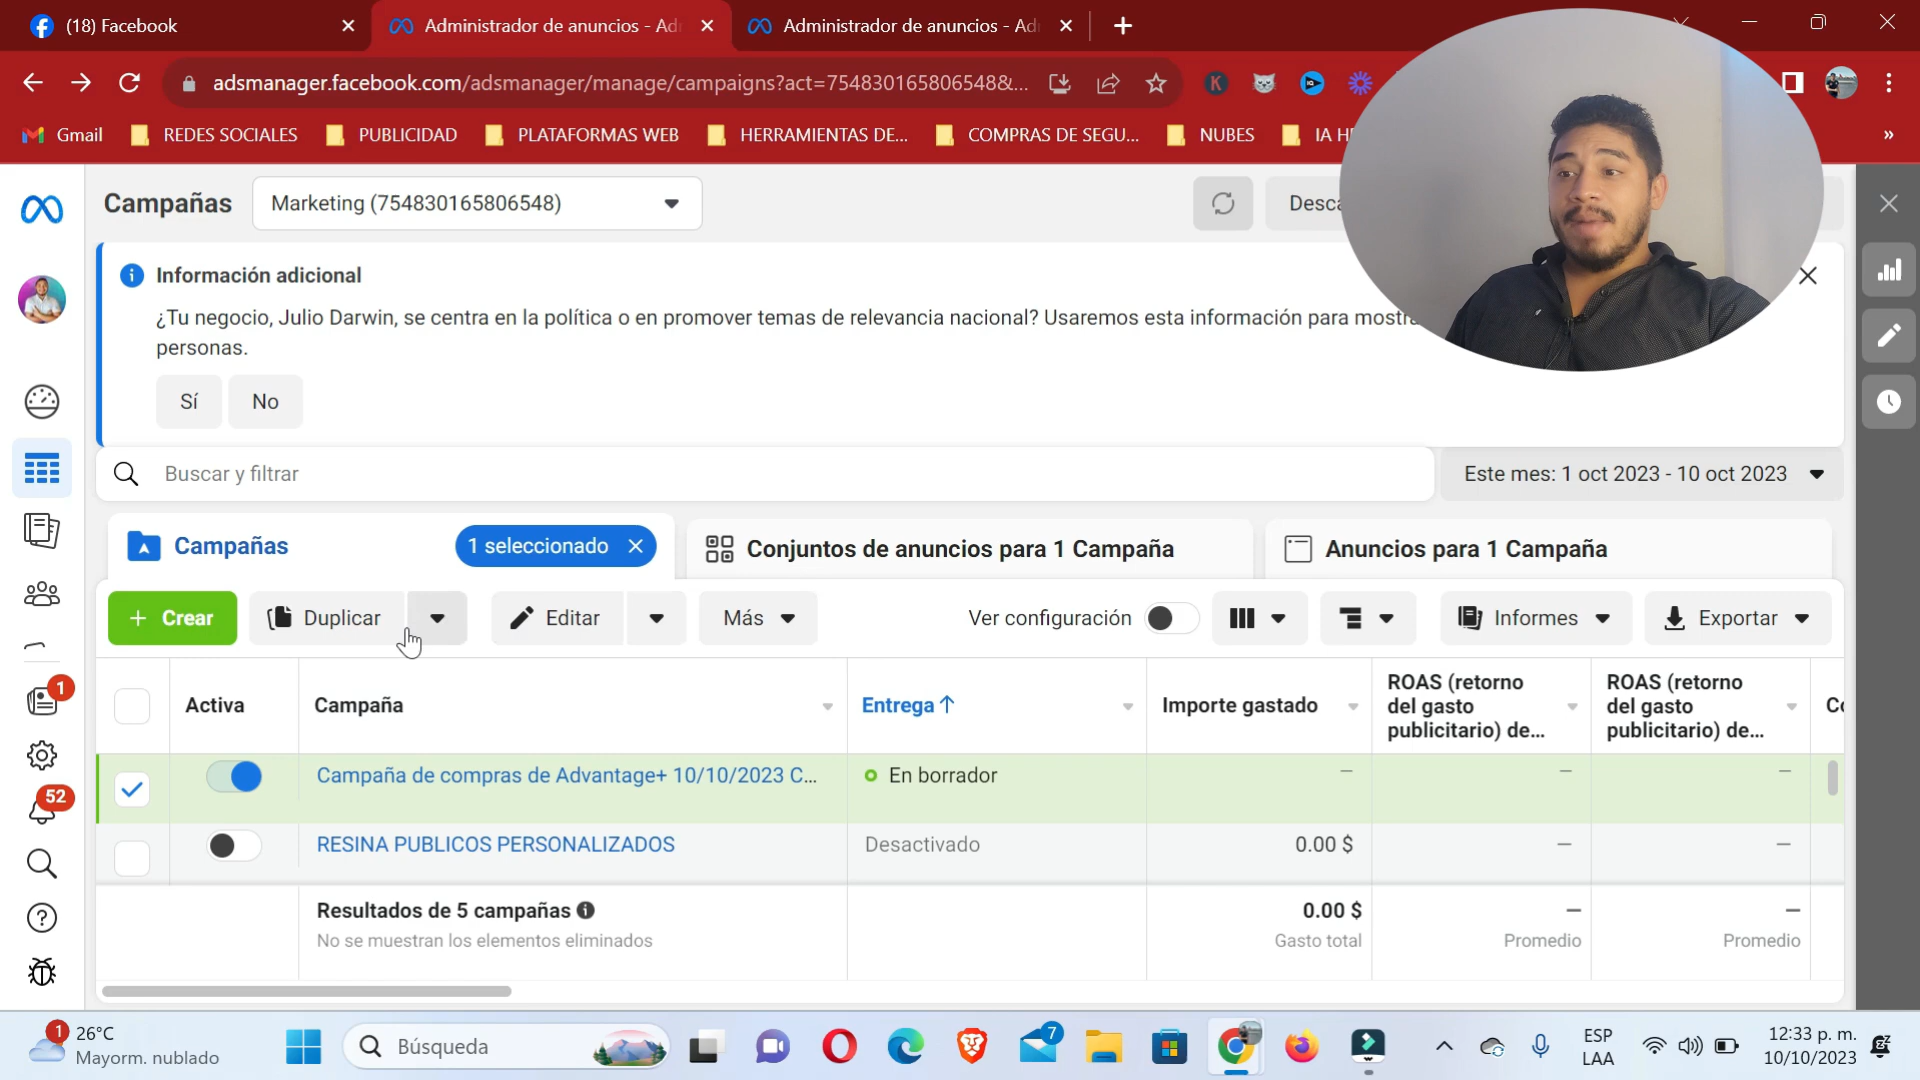 (18) Facebook
Administrador de anuncios - Ad
Administrador de anuncios - Ad
adsmanager.facebook.com/adsmanager/manage/campaigns?act=754830165806548&...
Gmail
REDES SOCIALES
PUBLICIDAD
PLATAFORMAS WEB
HERRAMIENTAS DE...
COMPRAS DE SEGU...
NUBES
IA H
»
Campañas
Marketing (754830165806548)
Desca
Información adicional
¿Tu negocio, Julio Darwin, se centra en la política o en promover temas de relevancia nacional? Usaremos esta información para mostra
personas.
Sí
No
Buscar y filtrar
Este mes: 1 oct 2023 - 10 oct 2023
Campañas
1 seleccionado
Conjuntos de anuncios para 1 Campaña
Anuncios para 1 Campaña
+ Crear
Duplicar
Editar
Más
Ver configuración
Informes
Exportar
Activa
Campaña
Entrega ↑
Importe gastado
ROAS (retorno
del gasto
publicitario) de...
ROAS (retorno
del gasto
publicitario) de...
Co
Campaña de compras de Advantage+ 10/10/2023 C...
En borrador
—
—
—
RESINA PUBLICOS PERSONALIZADOS
Desactivado
0.00 $
—
—
Resultados de 5 campañas
0.00 $
—
—
No se muestran los elementos eliminados
Gasto total
Promedio
Promedio
1
52
1
26°C
Mayorm. nublado
Búsqueda
7
ESP
LAA
12:33 p. m.
10/10/2023